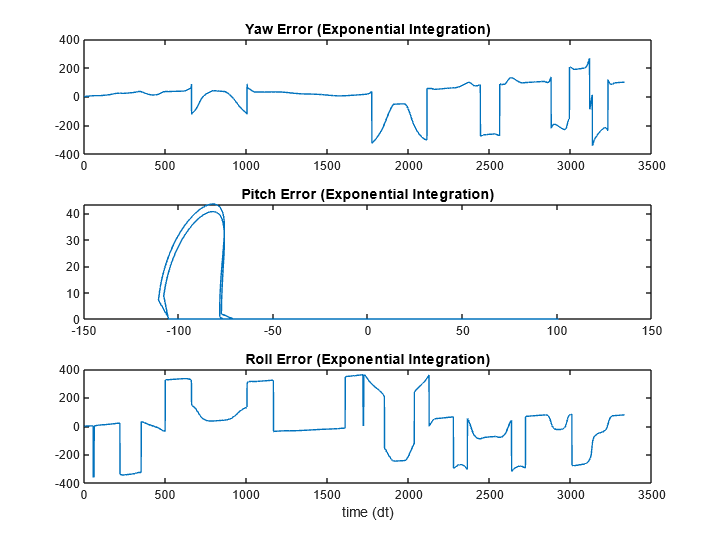 Yaw Error (Exponential Integration)
400
200
0
-200
-400
0 500 1000 1500 2000 2500 3000 3500
Pitch Error (Exponential Integration)
40
30
20
10
0
-150 -100 -50 0 50 100 150
Roll Error (Exponential Integration)
400
200
0
-200
-400
0 500 1000 1500 2000 2500 3000 3500
time (dt)